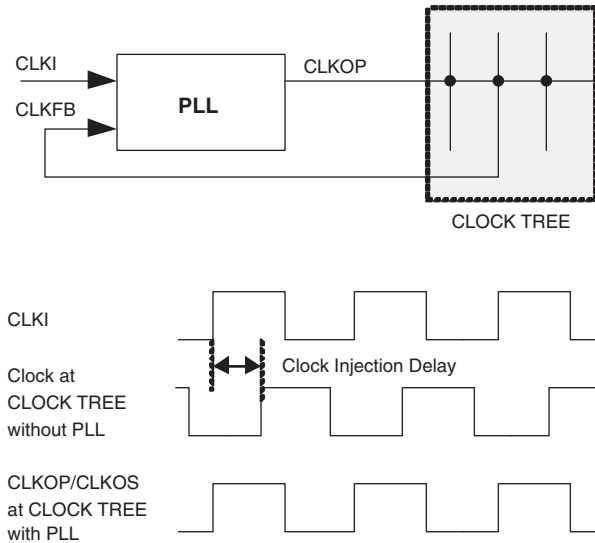 CLKI
CLKOP
CLKFB
PLL
CLOCK TREE
CLKI
Clock Injection Delay
Clock at
CLOCK TREE
without PLL
CLKOP/CLKOS
at CLOCK TREE
with PLL